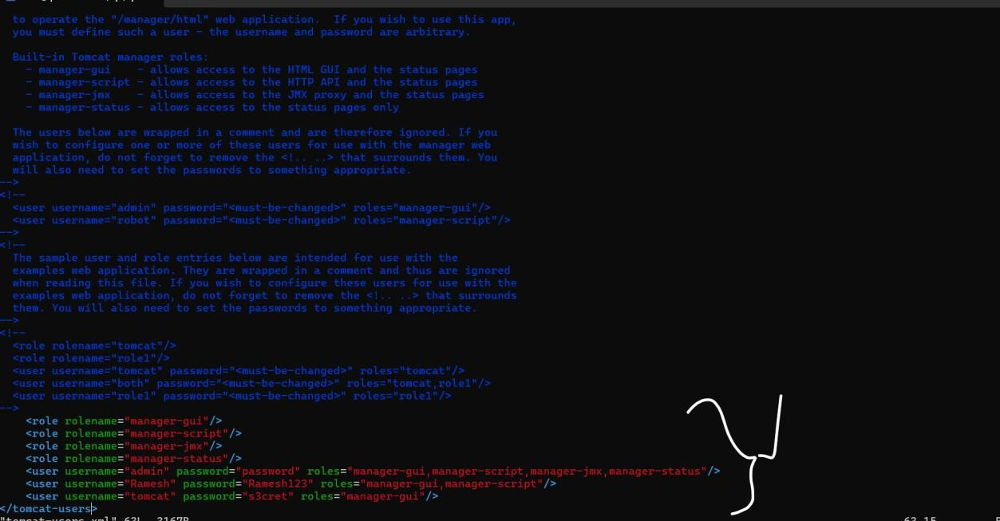 to operate the "/manager/html" web application.  If you wish to use this app,
you must define such a user - the username and password are arbitrary.
Built-in Tomcat manager roles:
- manager-gui    - allows access to the HTML GUI and the status pages
- manager-script - allows access to the HTTP API and the status pages
- manager-jmx    - allows access to the JMX proxy and the status pages
- manager-status - allows access to the status pages only
The users below are wrapped in a comment and are therefore ignored. If you
wish to configure one or more of these users for use with the manager web
application, do not forget to remove the <!.. ..> that surrounds them. You
will also need to set the passwords to something appropriate.
-->
<!--
<user username="admin" password="<must-be-changed>" roles="manager-gui"/>
<user username="robot" password="<must-be-changed>" roles="manager-script"/>
-->
<!--
The sample user and role entries below are intended for use with the
examples web application. They are wrapped in a comment and thus are ignored
when reading this file. If you wish to configure these users for use with the
examples web application, do not forget to remove the <!.. ..> that surrounds
them. You will also need to set the passwords to something appropriate.
-->
<!--
<role rolename="tomcat"/>
<role rolename="role1"/>
<user username="tomcat" password="<must-be-changed>" roles="tomcat"/>
<user username="both" password="<must-be-changed>" roles="tomcat,role1"/>
<user username="role1" password="<must-be-changed>" roles="role1"/>
-->
<role rolename="manager-gui"/>
<role rolename="manager-script"/>
<role rolename="manager-jmx"/>
<role rolename="manager-status"/>
<user username="admin" password="password" roles="manager-gui,manager-script,manager-jmx,manager-status"/>
<user username="Ramesh" password="Ramesh123" roles="manager-gui,manager-script"/>
<user username="tomcat" password="s3cret" roles="manager-gui"/>
</tomcat-users>
"tomcat-users.xml" 63L, 3167B 63,15